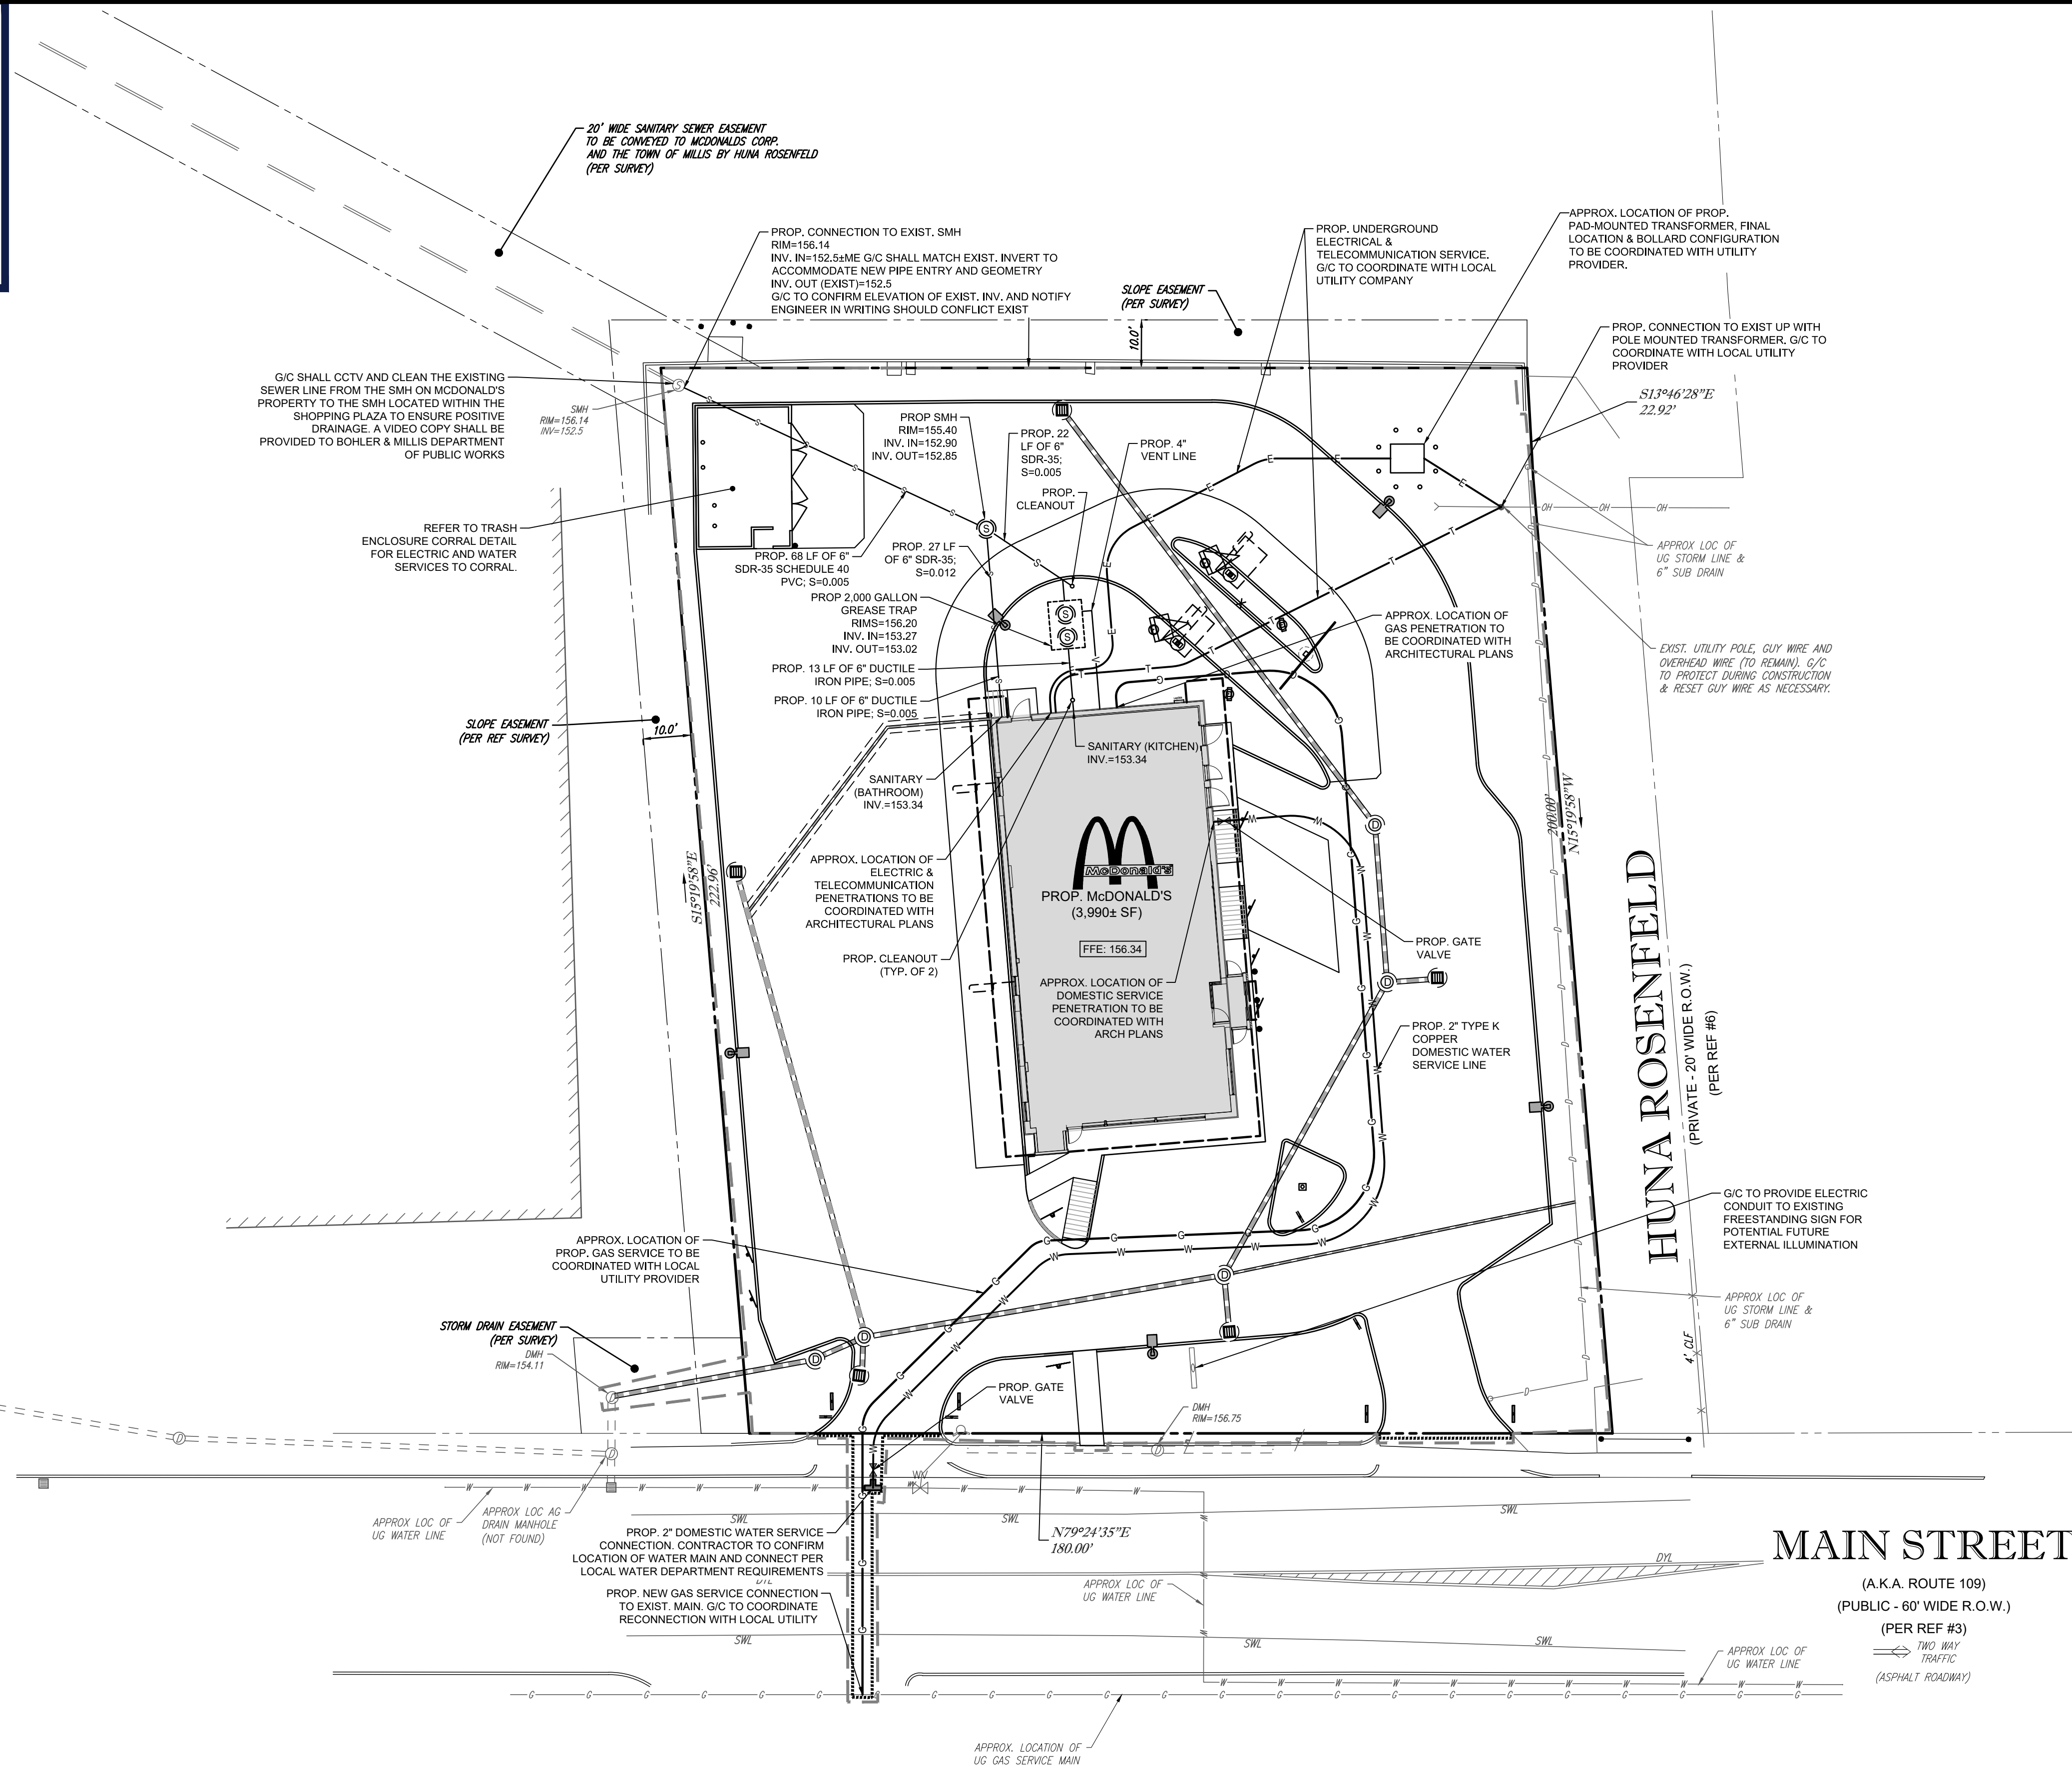 20' WIDE SANITARY SEWER EASEMENT
TO BE CONVEYED TO MCDONALDS CORP.
AND THE TOWN OF MILLIS BY HUNA ROSENFELD
(PER SURVEY)
PROP. CONNECTION TO EXIST. SMH
RIM=156.14
INV. IN=152.5±ME G/C SHALL MATCH EXIST. INVERT TO
ACCOMMODATE NEW PIPE ENTRY AND GEOMETRY
INV. OUT (EXIST)=152.5
G/C TO CONFIRM ELEVATION OF EXIST. INV. AND NOTIFY
ENGINEER IN WRITING SHOULD CONFLICT EXIST
SLOPE EASEMENT
(PER SURVEY)
10.0'
PROP. UNDERGROUND
ELECTRICAL &
TELECOMMUNICATION SERVICE.
G/C TO COORDINATE WITH LOCAL
UTILITY COMPANY
APPROX. LOCATION OF PROP.
PAD-MOUNTED TRANSFORMER, FINAL
LOCATION & BOLLARD CONFIGURATION
TO BE COORDINATED WITH UTILITY
PROVIDER.
PROP. CONNECTION TO EXIST UP WITH
POLE MOUNTED TRANSFORMER. G/C TO
COORDINATE WITH LOCAL UTILITY
PROVIDER
S13°46'28"E
22.92'
G/C SHALL CCTV AND CLEAN THE EXISTING
SEWER LINE FROM THE SMH ON MCDONALD'S
PROPERTY TO THE SMH LOCATED WITHIN THE
SHOPPING PLAZA TO ENSURE POSITIVE
DRAINAGE. A VIDEO COPY SHALL BE
PROVIDED TO BOHLER & MILLIS DEPARTMENT
OF PUBLIC WORKS
SMH
RIM=156.14
INV=152.5
PROP SMH
RIM=155.40
INV. IN=152.90
INV. OUT=152.85
PROP. 22
LF OF 6"
SDR-35;
S=0.005
PROP. 4"
VENT LINE
PROP.
CLEANOUT
REFER TO TRASH
ENCLOSURE CORRAL DETAIL
FOR ELECTRIC AND WATER
SERVICES TO CORRAL.
PROP. 68 LF OF 6"
SDR-35 SCHEDULE 40
PVC; S=0.005
PROP. 27 LF
OF 6" SDR-35;
S=0.012
PROP 2,000 GALLON
GREASE TRAP
RIMS=156.20
INV. IN=153.27
INV. OUT=153.02
PROP. 13 LF OF 6" DUCTILE
IRON PIPE; S=0.005
PROP. 10 LF OF 6" DUCTILE
IRON PIPE; S=0.005
APPROX LOC OF
UG STORM LINE &
6" SUB DRAIN
APPROX. LOCATION OF
GAS PENETRATION TO
BE COORDINATED WITH
ARCHITECTURAL PLANS
EXIST. UTILITY POLE, GUY WIRE AND
OVERHEAD WIRE (TO REMAIN). G/C
TO PROTECT DURING CONSTRUCTION
& RESET GUY WIRE AS NECESSARY.
SLOPE EASEMENT
(PER REF SURVEY)
10.0'
SANITARY (KITCHEN)
INV.=153.34
SANITARY
(BATHROOM)
INV.=153.34
S15°19'58"E
222.96'
200.00'
N15°19'58"W
McDonald's
PROP. McDONALD'S
(3,990± SF)
FFE: 156.34
APPROX. LOCATION OF
ELECTRIC &
TELECOMMUNICATION
PENETRATIONS TO BE
COORDINATED WITH
ARCHITECTURAL PLANS
PROP. CLEANOUT
(TYP. OF 2)
APPROX. LOCATION OF
DOMESTIC SERVICE
PENETRATION TO BE
COORDINATED WITH
ARCH PLANS
PROP. GATE
VALVE
PROP. 2" TYPE K
COPPER
DOMESTIC WATER
SERVICE LINE
HUNA ROSENFELD
(PRIVATE - 20' WIDE R.O.W.)
(PER REF #6)
G/C TO PROVIDE ELECTRIC
CONDUIT TO EXISTING
FREESTANDING SIGN FOR
POTENTIAL FUTURE
EXTERNAL ILLUMINATION
APPROX. LOCATION OF
PROP. GAS SERVICE TO BE
COORDINATED WITH LOCAL
UTILITY PROVIDER
APPROX LOC OF
UG STORM LINE &
6" SUB DRAIN
4' CLF
STORM DRAIN EASEMENT
(PER SURVEY)
DMH
RIM=154.11
PROP. GATE
VALVE
DMH
RIM=156.75
WV
APPROX LOC OF
UG WATER LINE
APPROX LOC AG
DRAIN MANHOLE
(NOT FOUND)
SWL
SWL
SWL
PROP. 2" DOMESTIC WATER SERVICE
CONNECTION. CONTRACTOR TO CONFIRM
LOCATION OF WATER MAIN AND CONNECT PER
LOCAL WATER DEPARTMENT REQUIREMENTS
N79°24'35"E
180.00'
DYL
MAIN STREET
(A.K.A. ROUTE 109)
(PUBLIC - 60' WIDE R.O.W.)
(PER REF #3)
TWO WAY
TRAFFIC
(ASPHALT ROADWAY)
PROP. NEW GAS SERVICE CONNECTION
TO EXIST. MAIN. G/C TO COORDINATE
RECONNECTION WITH LOCAL UTILITY
APPROX LOC OF
UG WATER LINE
SWL
SWL
SWL
APPROX LOC OF
UG WATER LINE
APPROX. LOCATION OF
UG GAS SERVICE MAIN